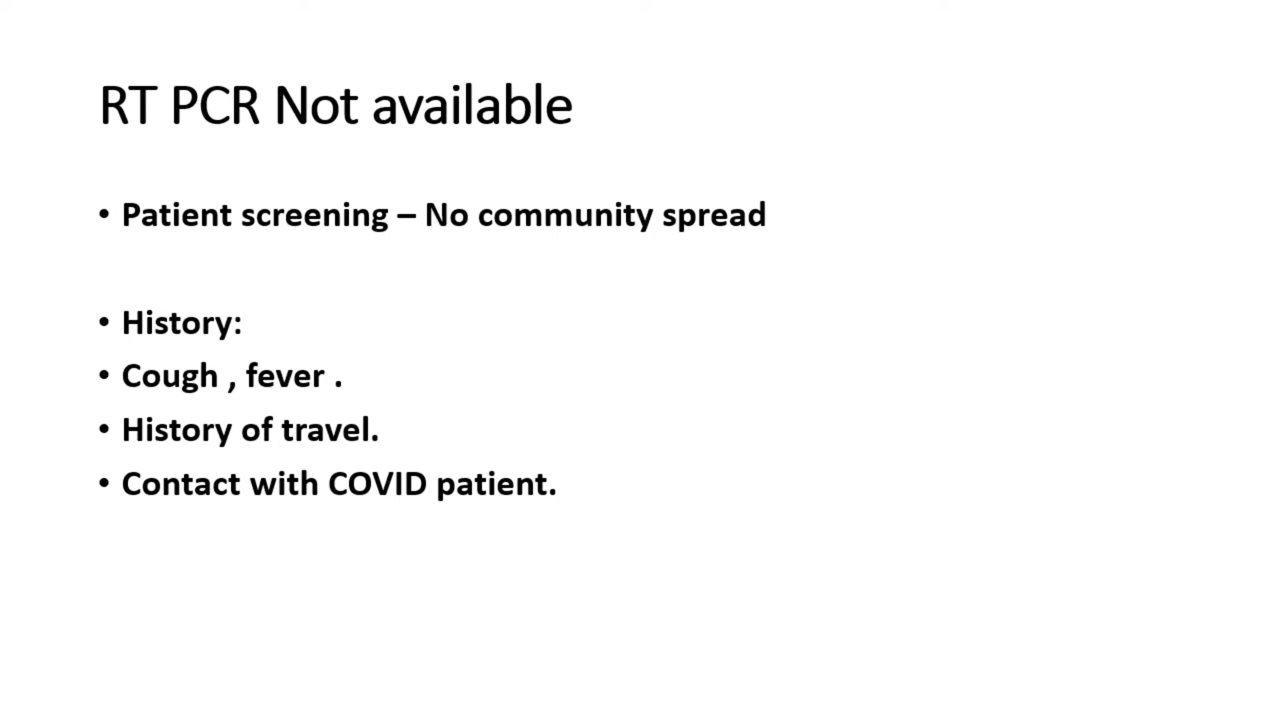 RT PCR Not available
• Patient screening – No community spread
• History:
• Cough , fever .
• History of travel.
• Contact with COVID patient.